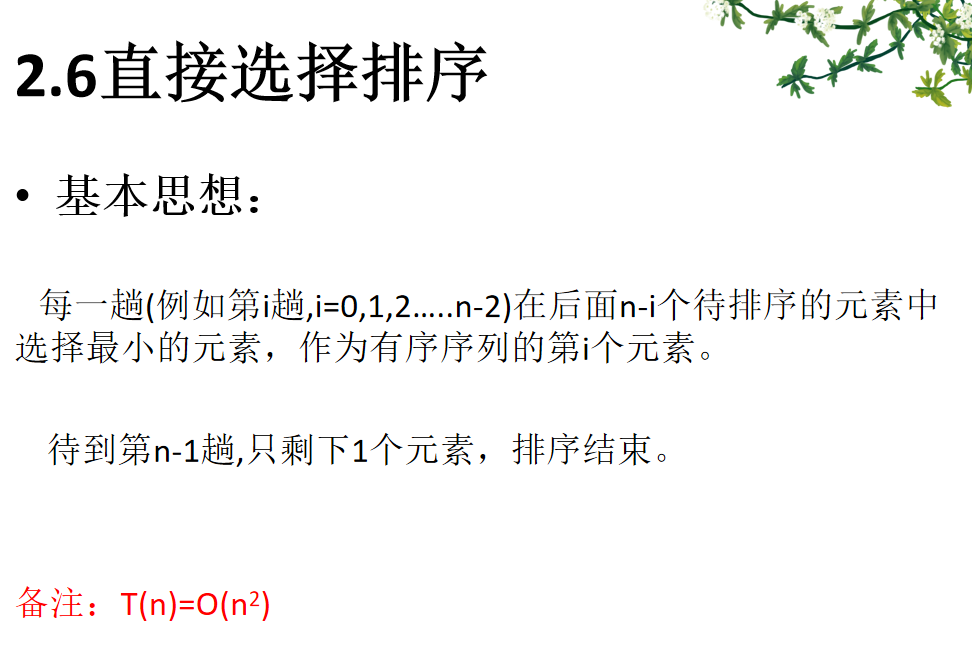 2.6直接选择排序
• 基本思想：
每一趟(例如第i趟,i=0,1,2…..n-2)在后面n-i个待排序的元素中
选择最小的元素，作为有序序列的第i个元素。
待到第n-1趟,只剩下1个元素，排序结束。
备注：T(n)=O(n²)